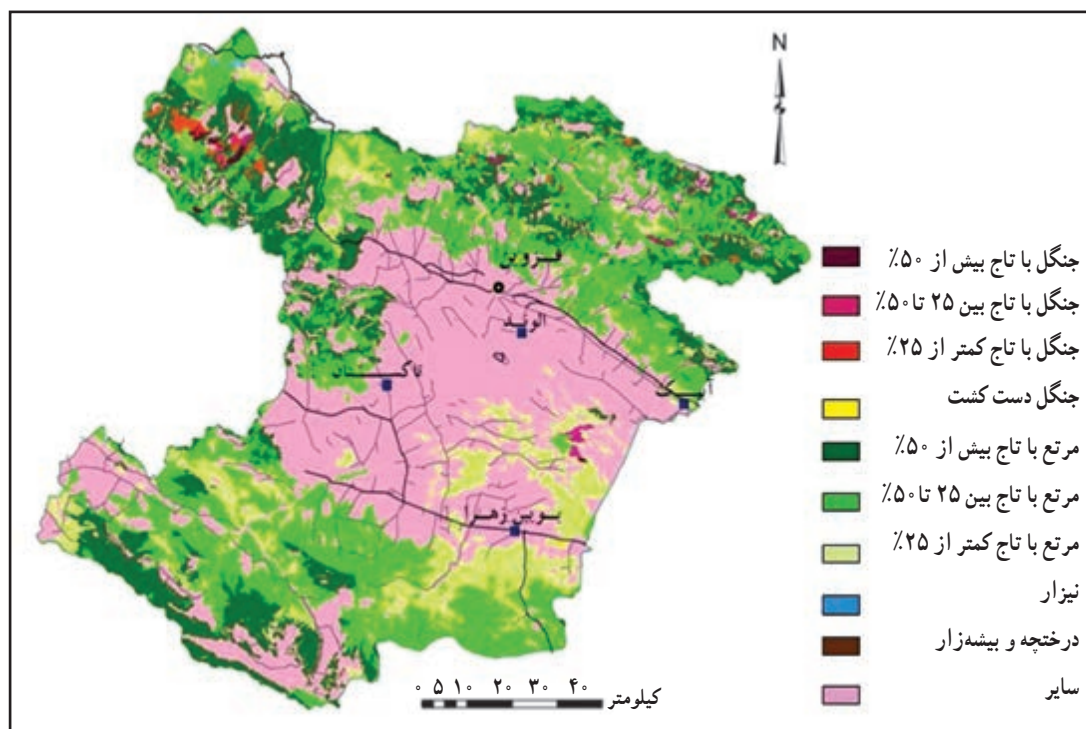 N
قزوین
الوند
تاکستان
آبیک
بویین زهرا
جنگل با تاج بیش از ۵۰٪
جنگل با تاج بین ۲۵ تا ۵۰٪
جنگل با تاج کمتر از ۲۵٪
جنگل دست کشت
مرتع با تاج بیش از ۵۰٪
مرتع با تاج بین ۲۵ تا ۵۰٪
مرتع با تاج کمتر از ۲۵٪
نیزار
درختچه و بیشه‌زار
سایر
۰ ۵ ۱۰ ۲۰ ۳۰ ۴۰ کیلومتر